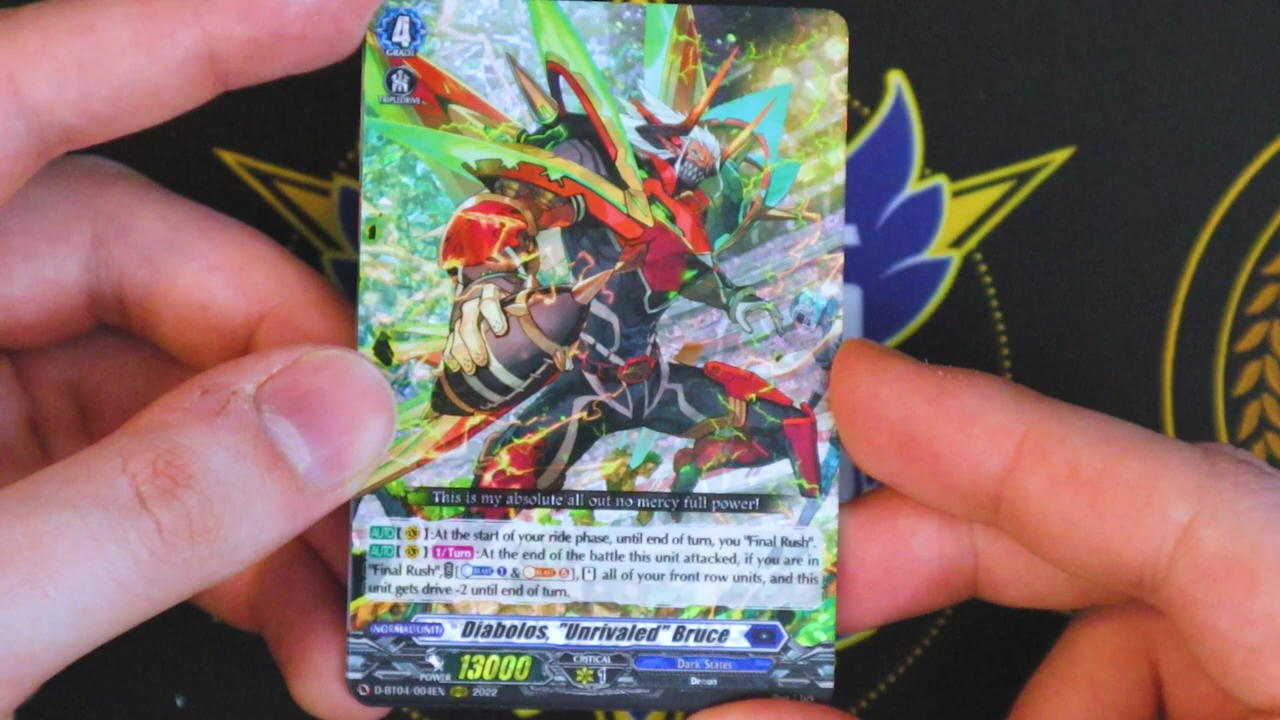 4
GRADE
TRIPLEDRIVE
This is my absolute all out no mercy full power!
AUTO【 】:At the start of your ride phase, until end of turn, you "Final Rush".
AUTO【 】1/Turn:At the end of the battle this unit attacked, if you are in
"Final Rush", [BLAST 1 & BLAST 5], all of your front row units, and this
unit gets drive -2 until end of turn.
NORMAL UNIT Diabolos, "Unrivaled" Bruce
POWER 13000 CRITICAL 1 Dark States
Demon
D-BT04/004EN 2022